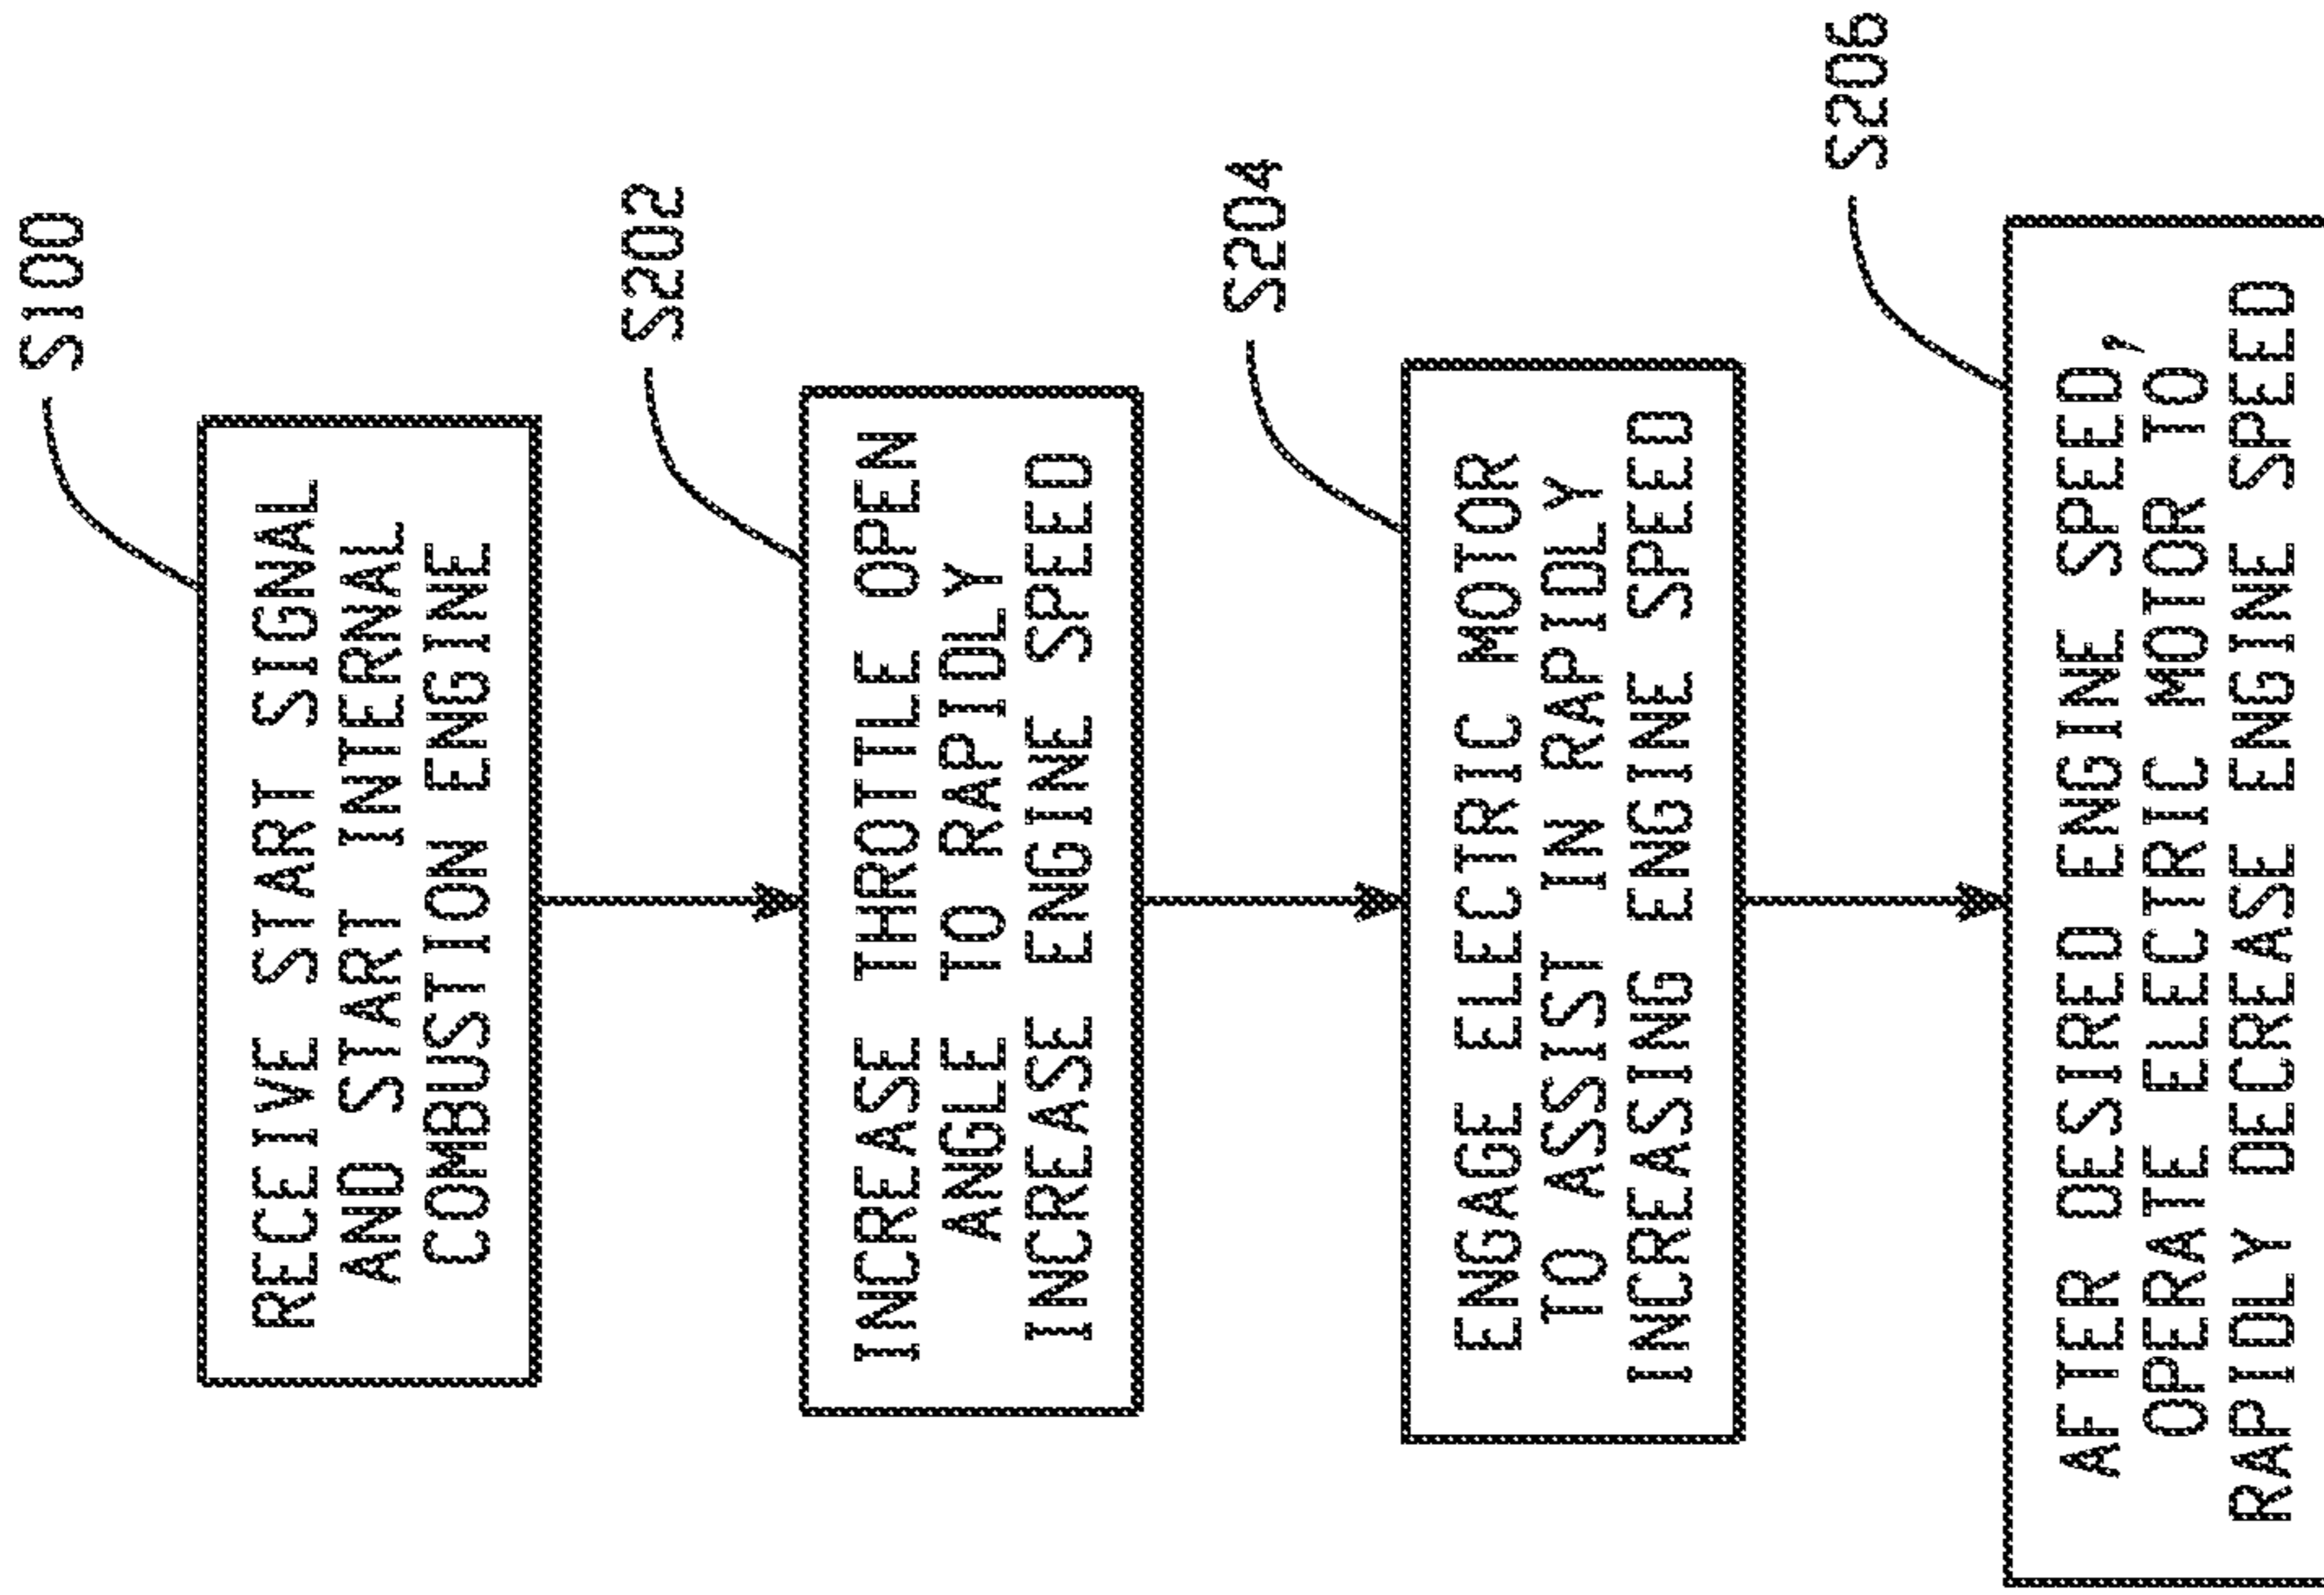 S100
RECEIVE START SIGNAL
AND START INTERNAL
COMBUSTION ENGINE
S202
INCREASE THROTTLE OPEN
ANGLE TO RAPIDLY
INCREASE ENGINE SPEED
S204
ENGAGE ELECTRIC MOTOR
TO ASSIST IN RAPIDLY
INCREASING ENGINE SPEED
S206
AFTER DESIRED ENGINE SPEED,
OPERATE ELECTRIC MOTOR TO
RAPIDLY DECREASE ENGINE SPEED